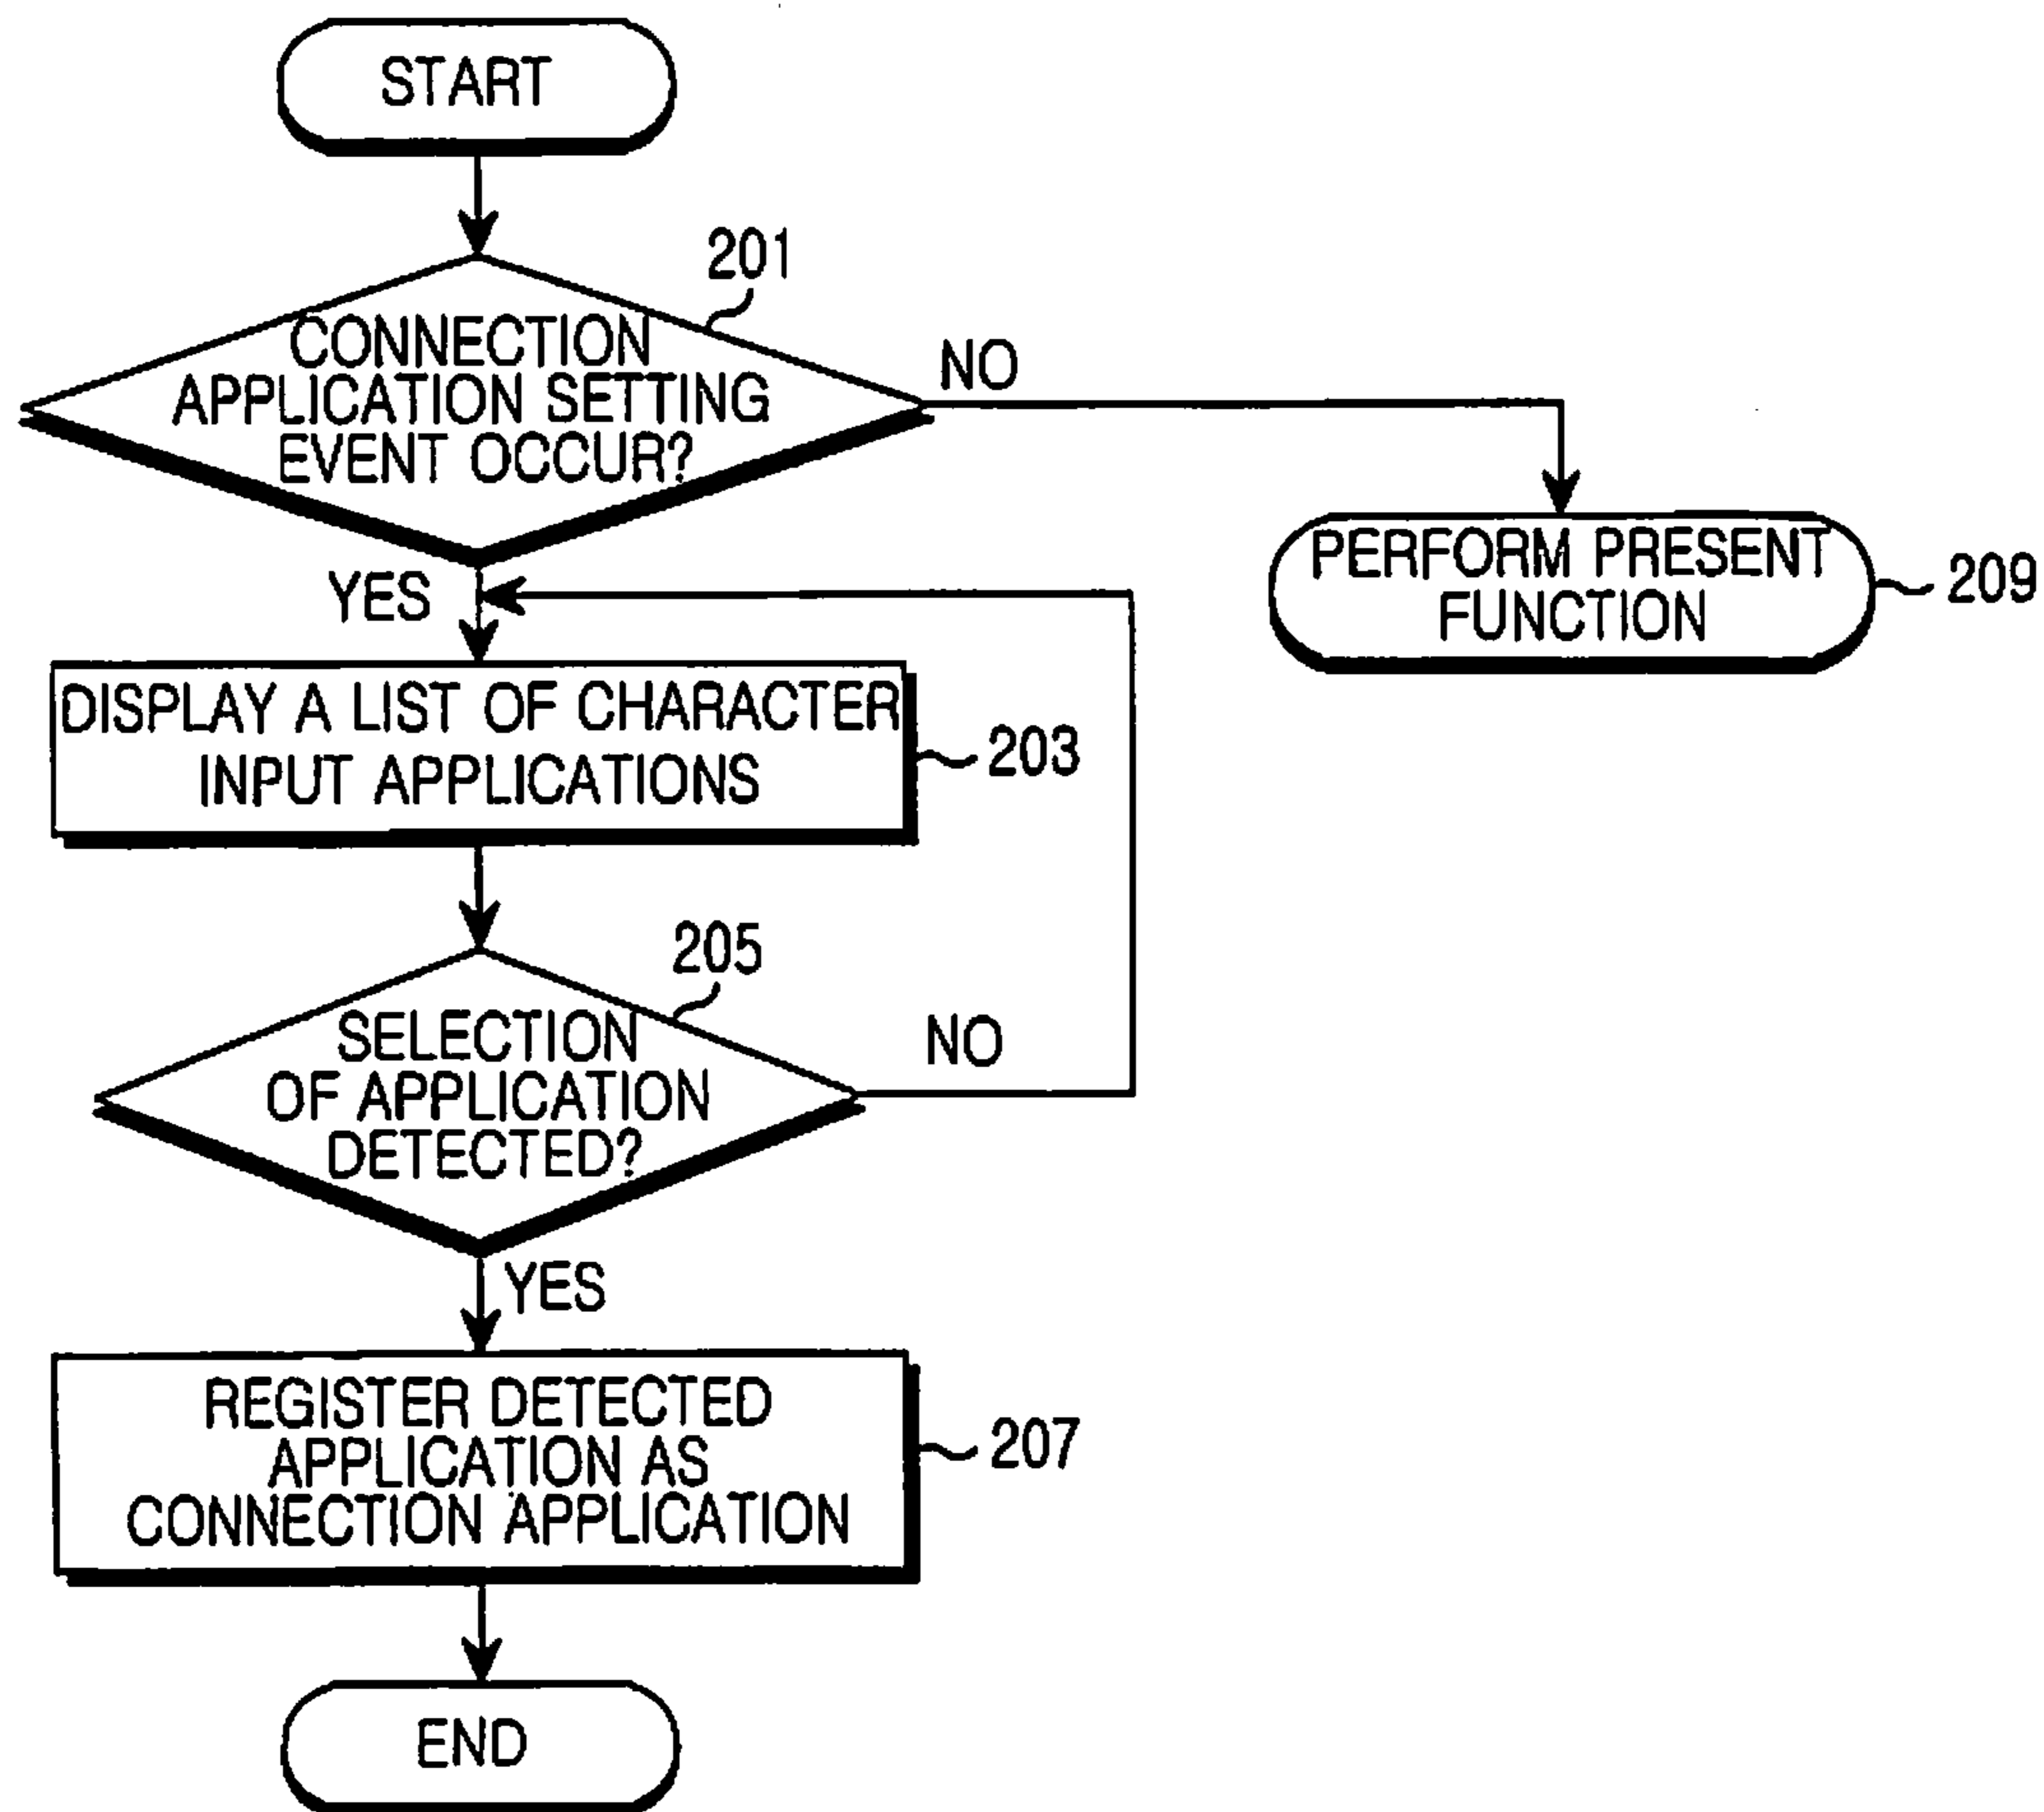 START
201
CONNECTION
APPLICATION SETTING
EVENT OCCUR?
NO
PERFORM PRESENT
FUNCTION
209
YES
DISPLAY A LIST OF CHARACTER
INPUT APPLICATIONS
203
205
SELECTION
OF APPLICATION
DETECTED?
NO
YES
REGISTER DETECTED
APPLICATION AS
CONNECTION APPLICATION
207
END